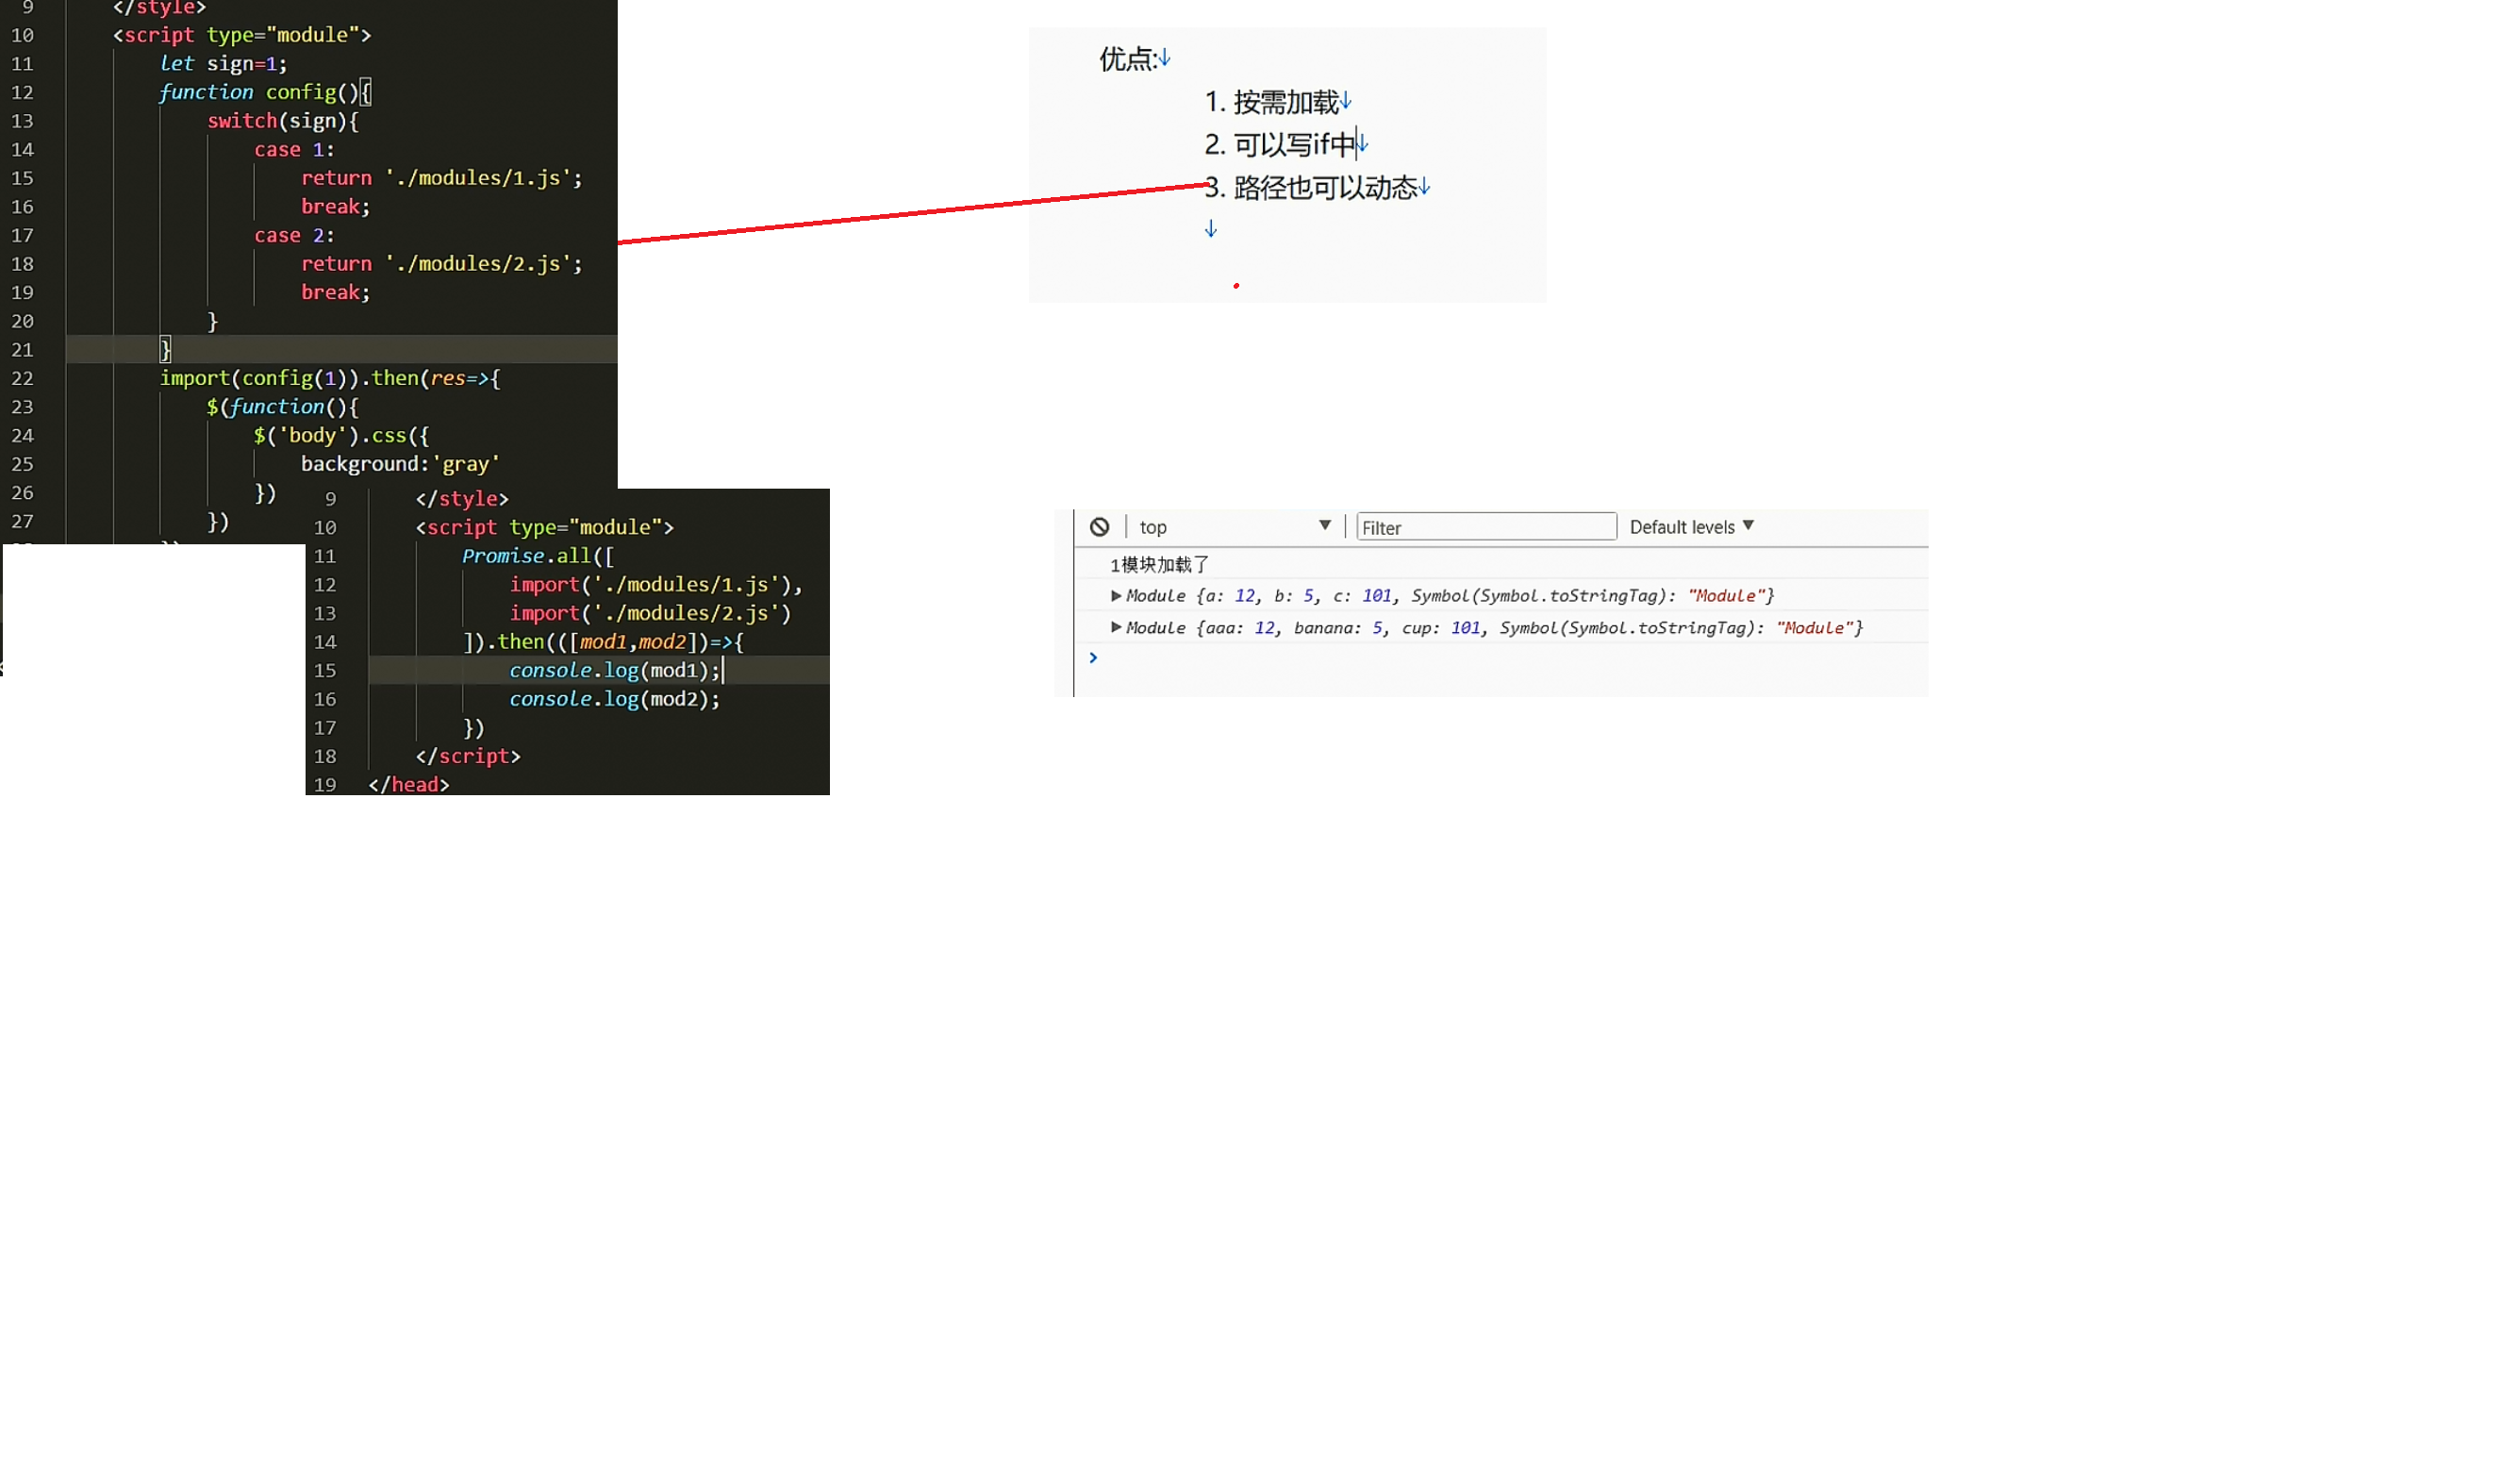 9 </style>
10 <script type="module">
11 let sign=1;
12 function config(){
13 switch(sign){
14 case 1:
15 return './modules/1.js';
16 break;
17 case 2:
18 return './modules/2.js';
19 break;
20 }
21 }
22 import(config(1)).then(res=>{
23 $(function(){
24 $('body').css({
25 background:'gray'
26 })
27 })
优点:↓
1. 按需加载↓
2. 可以写if中↓
3. 路径也可以动态↓
↓
9 </style>
10 <script type="module">
11 Promise.all([
12 import('./modules/1.js'),
13 import('./modules/2.js')
14 ]).then(([mod1,mod2])=>{
15 console.log(mod1);
16 console.log(mod2);
17 })
18 </script>
19 </head>
top ▼ Filter Default levels ▼
1模块加载了
▶Module {a: 12, b: 5, c: 101, Symbol(Symbol.toStringTag): "Module"}
▶Module {aaa: 12, banana: 5, cup: 101, Symbol(Symbol.toStringTag): "Module"}
>